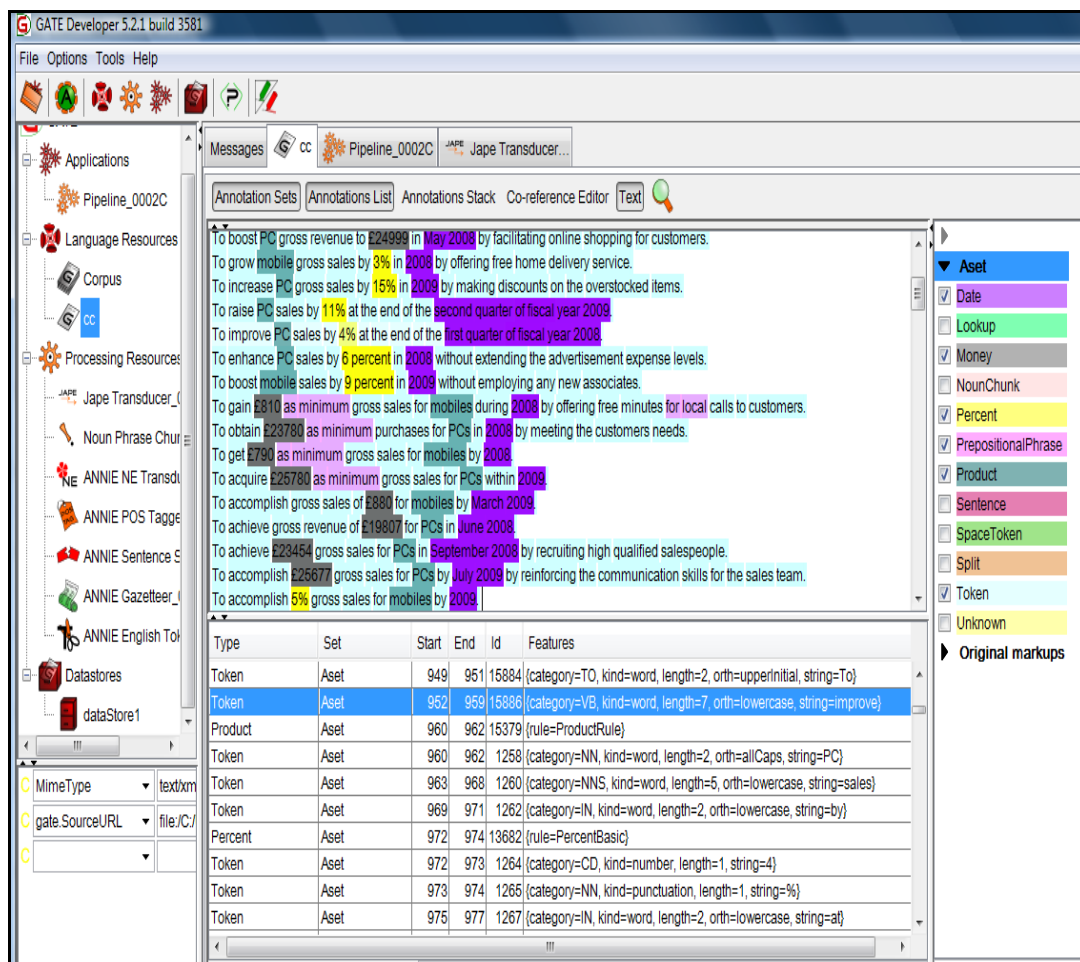 GATE Developer 5.2.1 build 3581
File Options Tools Help
Applications
Pipeline_0002C
Language Resources
Corpus
cc
Processing Resources
Jape Transducer_
Noun Phrase Chu
ANNIE NE Transdu
ANNIE POS Tagge
ANNIE Sentence S
ANNIE Gazetteer_
ANNIE English To
Datastores
dataStore1
C MimeType text/xm
C gate.SourceURL file:/C:/
C
Messages cc Pipeline_0002C JAPE Jape Transducer...
Annotation Sets Annotations List Annotations Stack Co-reference Editor Text
To boost PC gross revenue to £24999 in May 2008 by facilitating online shopping for customers.
To grow mobile gross sales by 3% in 2008 by offering free home delivery service.
To increase PC gross sales by 15% in 2009 by making discounts on the overstocked items.
To raise PC sales by 11% at the end of the second quarter of fiscal year 2009.
To improve PC sales by 4% at the end of the first quarter of fiscal year 2008.
To enhance PC sales by 6 percent in 2008 without extending the advertisement expense levels.
To boost mobile sales by 9 percent in 2009 without employing any new associates.
To gain £810 as minimum gross sales for mobiles during 2008 by offering free minutes for local calls to customers.
To obtain £23780 as minimum purchases for PCs in 2008 by meeting the customers needs.
To get £790 as minimum gross sales for mobiles by 2008.
To acquire £25780 as minimum gross sales for PCs within 2009.
To accomplish gross sales of £880 for mobiles by March 2009.
To achieve gross revenue of £19807 for PCs in June 2008.
To achieve £23454 gross sales for PCs in September 2008 by recruiting high qualified salespeople.
To accomplish £25677 gross sales for PCs by July 2009 by reinforcing the communication skills for the sales team.
To accomplish 5% gross sales for mobiles by 2009.
Type Set Start End Id Features
Token Aset 949 951 15884 {category=TO, kind=word, length=2, orth=upperInitial, string=To}
Token Aset 952 959 15886 {category=VB, kind=word, length=7, orth=lowercase, string=improve}
Product Aset 960 962 15379 {rule=ProductRule}
Token Aset 960 962 1258 {category=NN, kind=word, length=2, orth=allCaps, string=PC}
Token Aset 963 968 1260 {category=NNS, kind=word, length=5, orth=lowercase, string=sales}
Token Aset 969 971 1262 {category=IN, kind=word, length=2, orth=lowercase, string=by}
Percent Aset 972 974 13682 {rule=PercentBasic}
Token Aset 972 973 1264 {category=CD, kind=number, length=1, string=4}
Token Aset 973 974 1265 {category=NN, kind=punctuation, length=1, string=%}
Token Aset 975 977 1267 {category=IN, kind=word, length=2, orth=lowercase, string=at}
Aset
Date
Lookup
Money
NounChunk
Percent
PrepositionalPhrase
Product
Sentence
SpaceToken
Split
Token
Unknown
Original markups